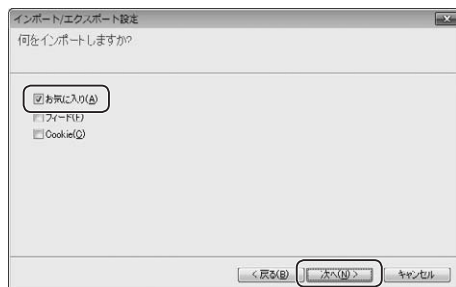 インポート/エクスポート設定
何をインポートしますか?
お気に入り(A)
フィード(F)
Cookie(O)
< 戻る(B) 次へ(N) > キャンセル